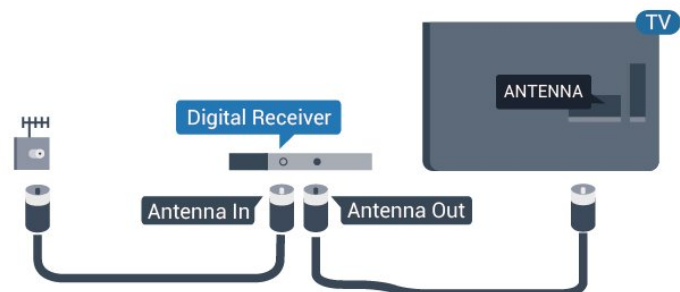 TV
ANTENNA
Digital Receiver
Antenna In
Antenna Out